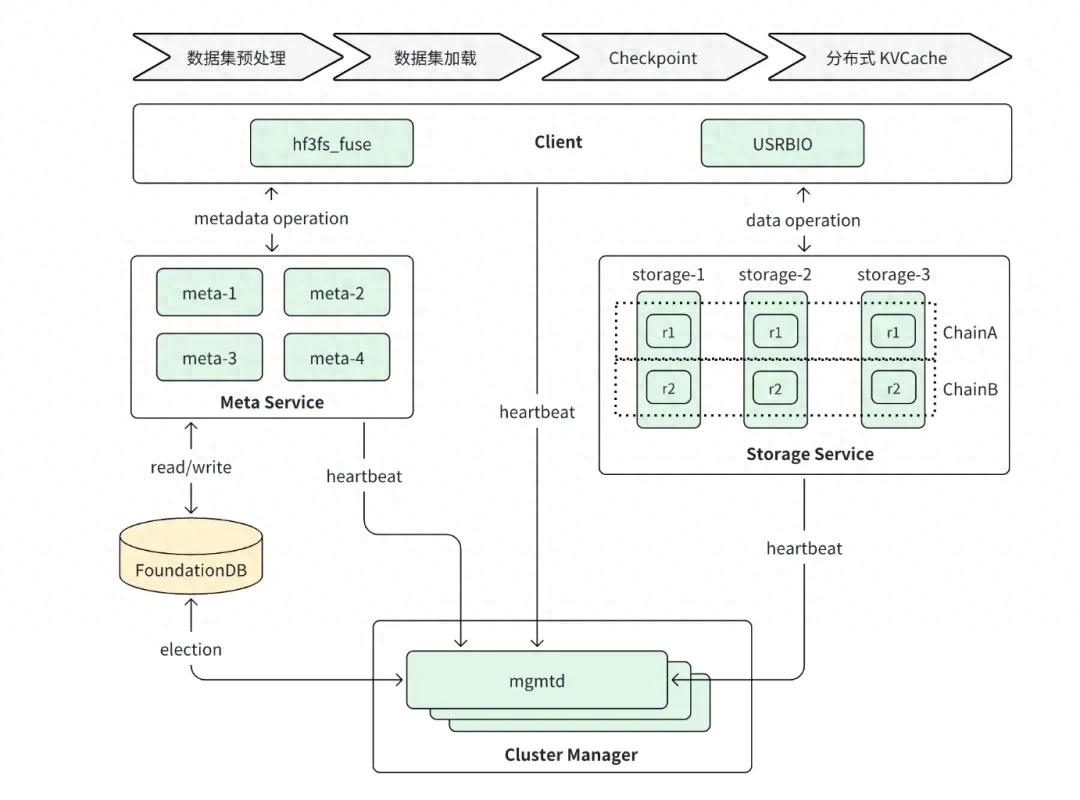 数据集预处理
数据集加载
Checkpoint
分布式 KVCache
hf3fs_fuse
Client
USRBIO
metadata operation
data operation
meta-1
meta-2
meta-3
meta-4
Meta Service
storage-1
storage-2
storage-3
r1
r1
r1
ChainA
r2
r2
r2
ChainB
Storage Service
heartbeat
read/write
heartbeat
heartbeat
FoundationDB
election
mgmtd
Cluster Manager